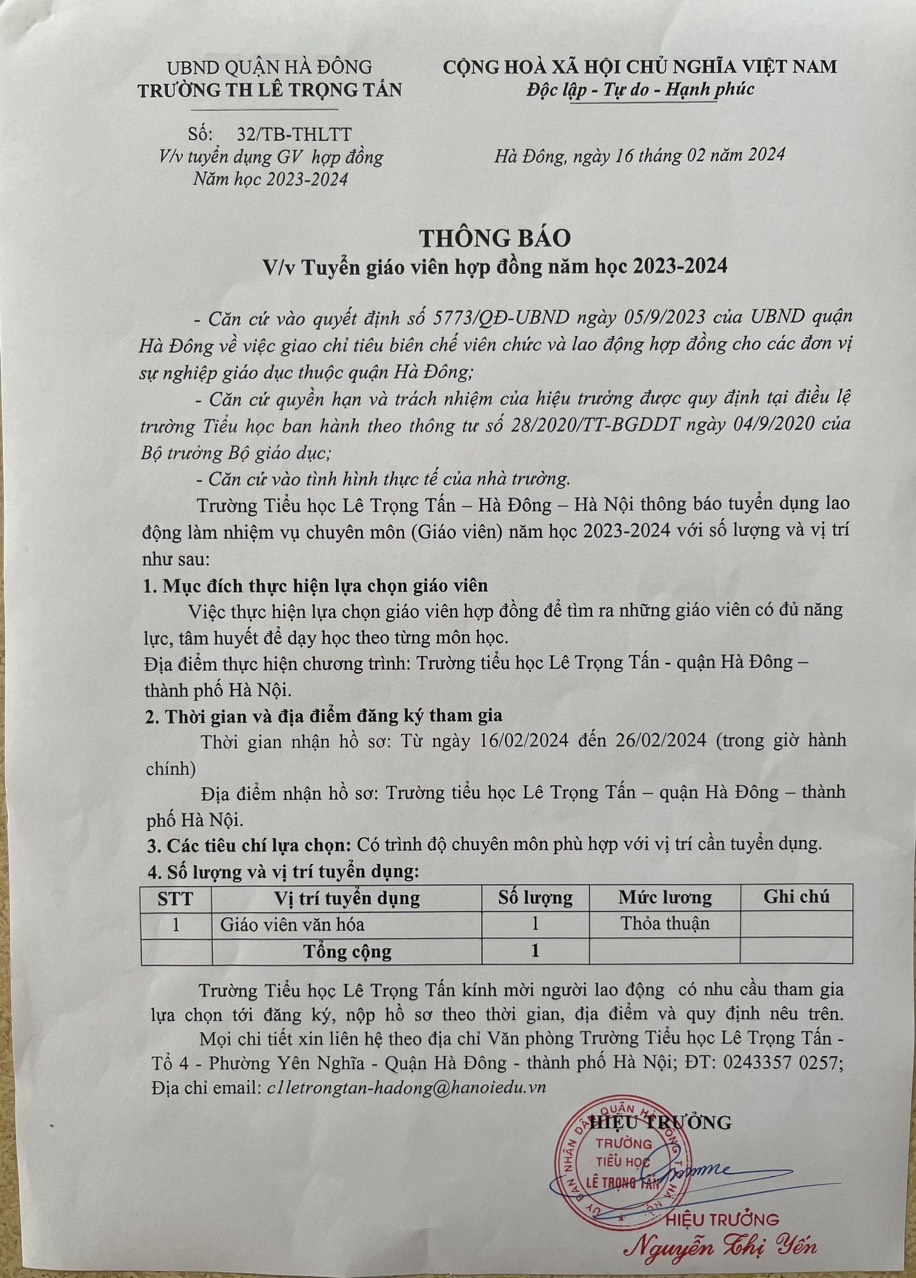 UBND QUẬN HÀ ĐÔNG
TRƯỜNG TH LÊ TRỌNG TẤN
CỘNG HOÀ XÃ HỘI CHỦ NGHĨA VIỆT NAM
Độc lập - Tự do - Hạnh phúc
Số: 32/TB-THLTT
V/v tuyển dụng GV hợp đồng
Năm học 2023-2024
Hà Đông, ngày 16 tháng 02 năm 2024
THÔNG BÁO
V/v Tuyển giáo viên hợp đồng năm học 2023-2024
- Căn cứ vào quyết định số 5773/QĐ-UBND ngày 05/9/2023 của UBND quận
Hà Đông về việc giao chỉ tiêu biên chế viên chức và lao động hợp đồng cho các đơn vị
sự nghiệp giáo dục thuộc quận Hà Đông;
- Căn cứ quyền hạn và trách nhiệm của hiệu trưởng được quy định tại điều lệ
trường Tiểu học ban hành theo thông tư số 28/2020/TT-BGDDT ngày 04/9/2020 của
Bộ trưởng Bộ giáo dục;
- Căn cứ vào tình hình thực tế của nhà trường.
Trường Tiểu học Lê Trọng Tấn – Hà Đông – Hà Nội thông báo tuyển dụng lao
động làm nhiệm vụ chuyên môn (Giáo viên) năm học 2023-2024 với số lượng và vị trí
như sau:
1. Mục đích thực hiện lựa chọn giáo viên
Việc thực hiện lựa chọn giáo viên hợp đồng để tìm ra những giáo viên có đủ năng
lực, tâm huyết để dạy học theo từng môn học.
Địa điểm thực hiện chương trình: Trường tiểu học Lê Trọng Tấn - quận Hà Đông –
thành phố Hà Nội.
2. Thời gian và địa điểm đăng ký tham gia
Thời gian nhận hồ sơ: Từ ngày 16/02/2024 đến 26/02/2024 (trong giờ hành
chính)
Địa điểm nhận hồ sơ: Trường tiểu học Lê Trọng Tấn – quận Hà Đông – thành
phố Hà Nội.
3. Các tiêu chí lựa chọn: Có trình độ chuyên môn phù hợp với vị trí cần tuyển dụng.
4. Số lượng và vị trí tuyển dụng:
STT Vị trí tuyển dụng Số lượng Mức lương Ghi chú
1 Giáo viên văn hóa 1 Thỏa thuận
Tổng cộng 1
Trường Tiểu học Lê Trọng Tấn kính mời người lao động có nhu cầu tham gia
lựa chọn tới đăng ký, nộp hồ sơ theo thời gian, địa điểm và quy định nêu trên.
Mọi chi tiết xin liên hệ theo địa chỉ Văn phòng Trường Tiểu học Lê Trọng Tấn -
Tổ 4 - Phường Yên Nghĩa - Quận Hà Đông - thành phố Hà Nội; ĐT: 0243357 0257;
Địa chỉ email: c1letrongtan-hadong@hanoiedu.vn
HIỆU TRƯỞNG
ỦY BAN NHÂN DÂN QUẬN HÀ ĐÔNG T.P HÀ NỘI
TRƯỜNG
TIỂU HỌC
LÊ TRỌNG TẤN
HIỆU TRƯỞNG
Nguyễn Thị Yến